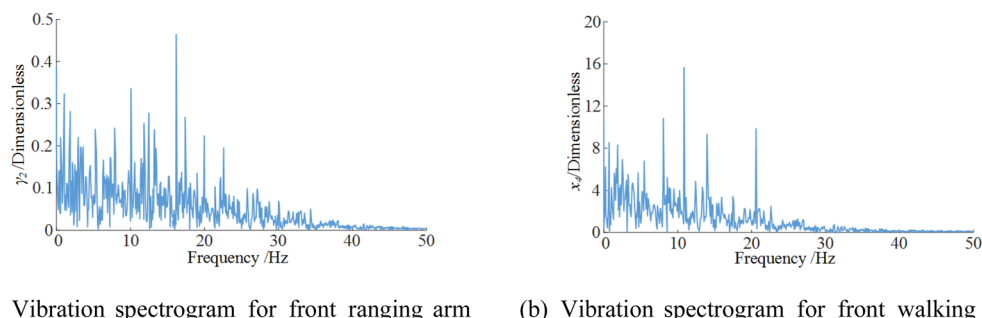 0.5
0.4
0.3
0.2
0.1
0
γ2/Dimensionless
0 10 20 30 40 50
Frequency /Hz
20
16
12
8
4
0
x4/Dimensionless
0 10 20 30 40 50
Frequency /Hz
Vibration spectrogram for front ranging arm
(b) Vibration spectrogram for front walking